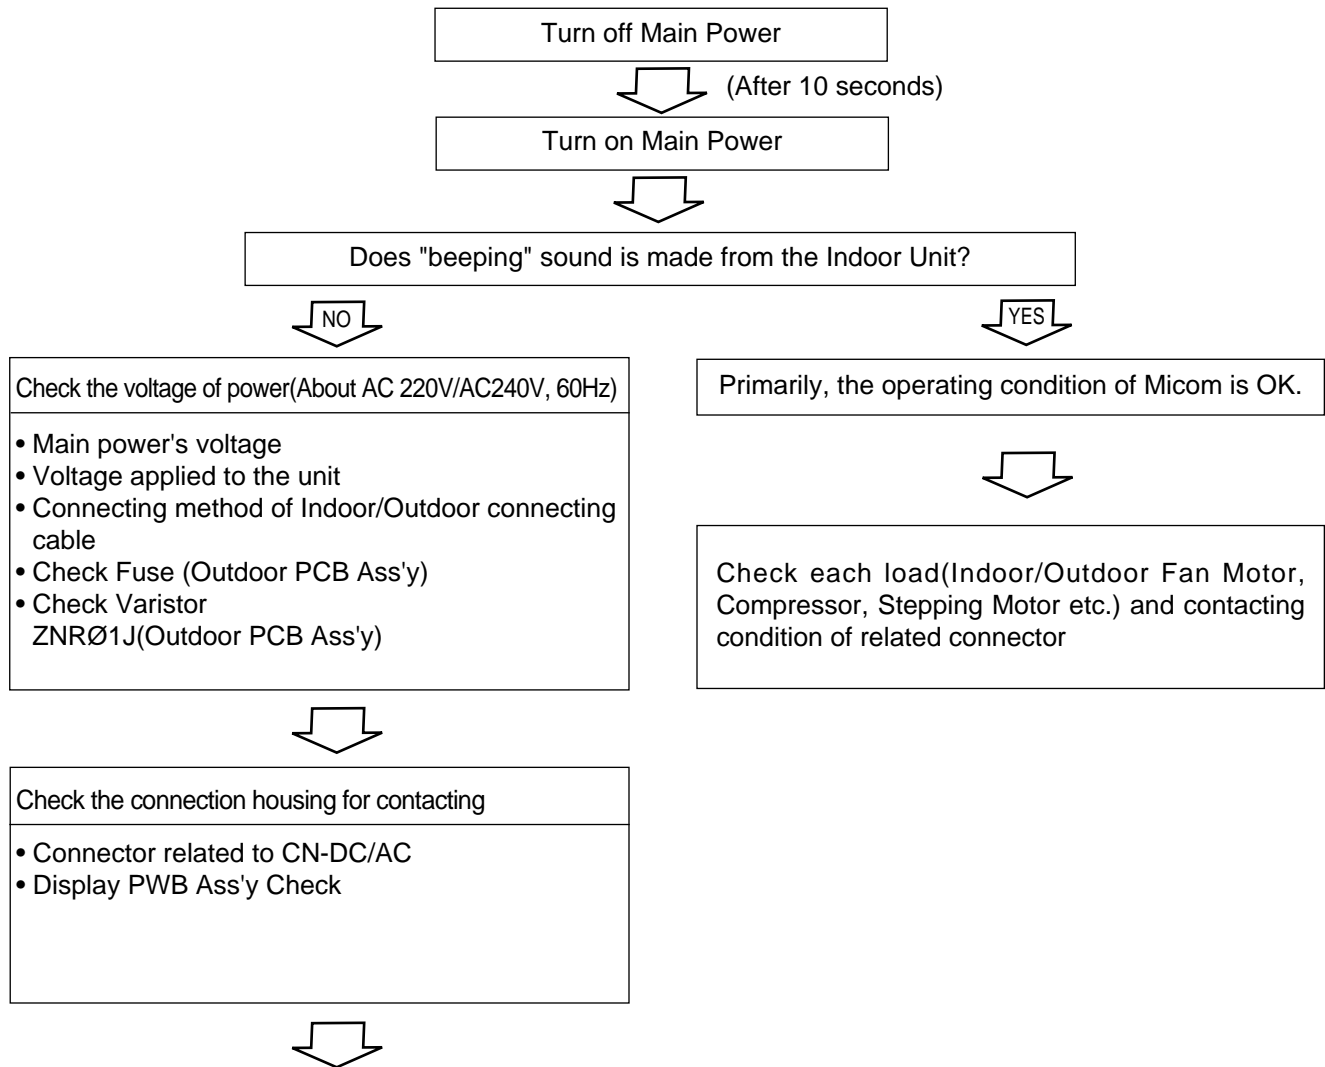 Turn off Main Power
(After 10 seconds)
Turn on Main Power
Does "beeping" sound is made from the Indoor Unit?
NO
YES
Check the voltage of power(About AC 220V/AC240V, 60Hz)
• Main power's voltage
• Voltage applied to the unit
• Connecting method of Indoor/Outdoor connecting
cable
• Check Fuse (Outdoor PCB Ass'y)
• Check Varistor
ZNRØ1J(Outdoor PCB Ass'y)
Primarily, the operating condition of Micom is OK.
Check each load(Indoor/Outdoor Fan Motor,
Compressor, Stepping Motor etc.) and contacting
condition of related connector
Check the connection housing for contacting
• Connector related to CN-DC/AC
• Display PWB Ass'y Check